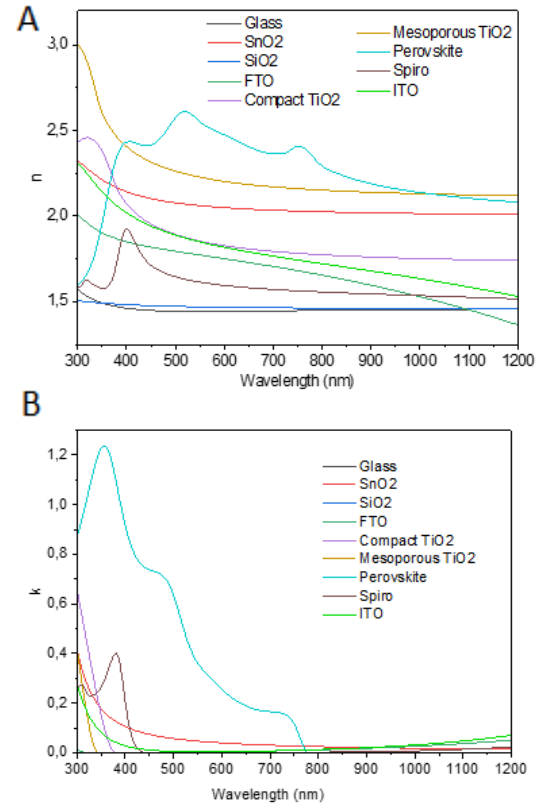 A
Glass
SnO2
SiO2
FTO
Compact TiO2
Mesoporous TiO2
Perovskite
Spiro
ITO
3,0
2,5
2,0
1,5
n
300 400 500 600 700 800 900 1000 1100 1200
Wavelength (nm)
B
Glass
SnO2
SiO2
FTO
Compact TiO2
Mesoporous TiO2
Perovskite
Spiro
ITO
1,2
1,0
0,8
0,6
0,4
0,2
0,0
k
300 400 500 600 700 800 900 1000 1100 1200
Wavelength (nm)